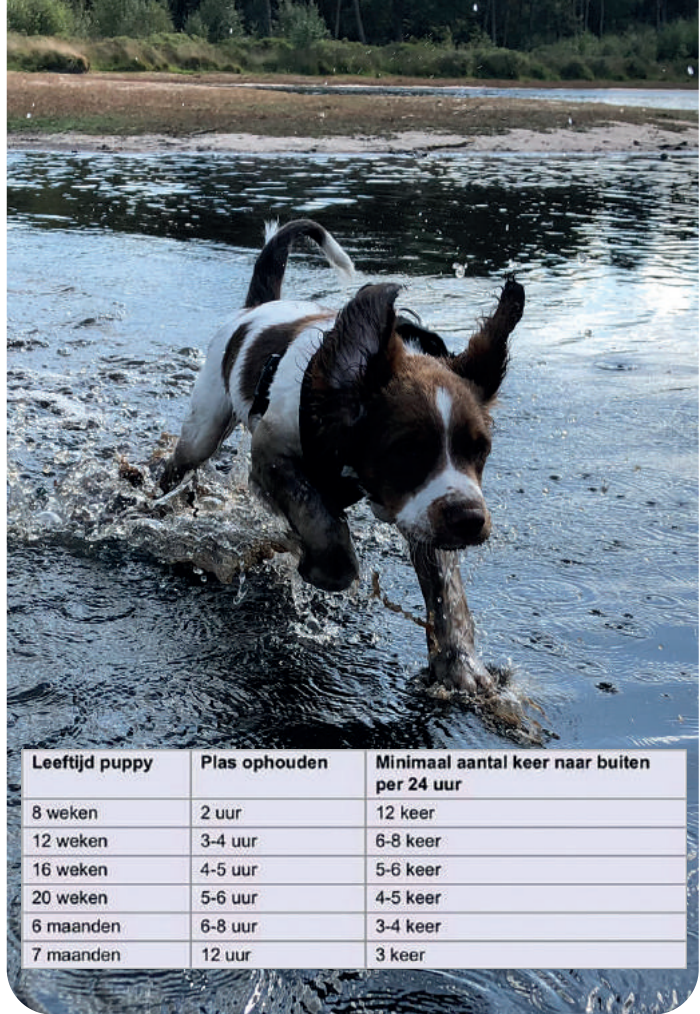 Leeftijd puppy Plas ophouden Minimaal aantal keer naar buiten
per 24 uur
8 weken 2 uur 12 keer
12 weken 3-4 uur 6-8 keer
16 weken 4-5 uur 5-6 keer
20 weken 5-6 uur 4-5 keer
6 maanden 6-8 uur 3-4 keer
7 maanden 12 uur 3 keer